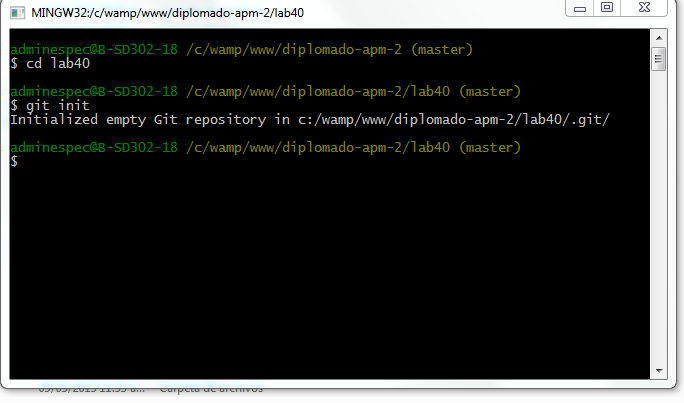 MINGW32:/c/wamp/www/diplomado-apm-2/lab40
adminespec@B-SD302-18 /c/wamp/www/diplomado-apm-2 (master)
$ cd lab40
adminespec@B-SD302-18 /c/wamp/www/diplomado-apm-2/lab40 (master)
$ git init
Initialized empty Git repository in c:/wamp/www/diplomado-apm-2/lab40/.git/
adminespec@B-SD302-18 /c/wamp/www/diplomado-apm-2/lab40 (master)
$
Carpeta de archivos